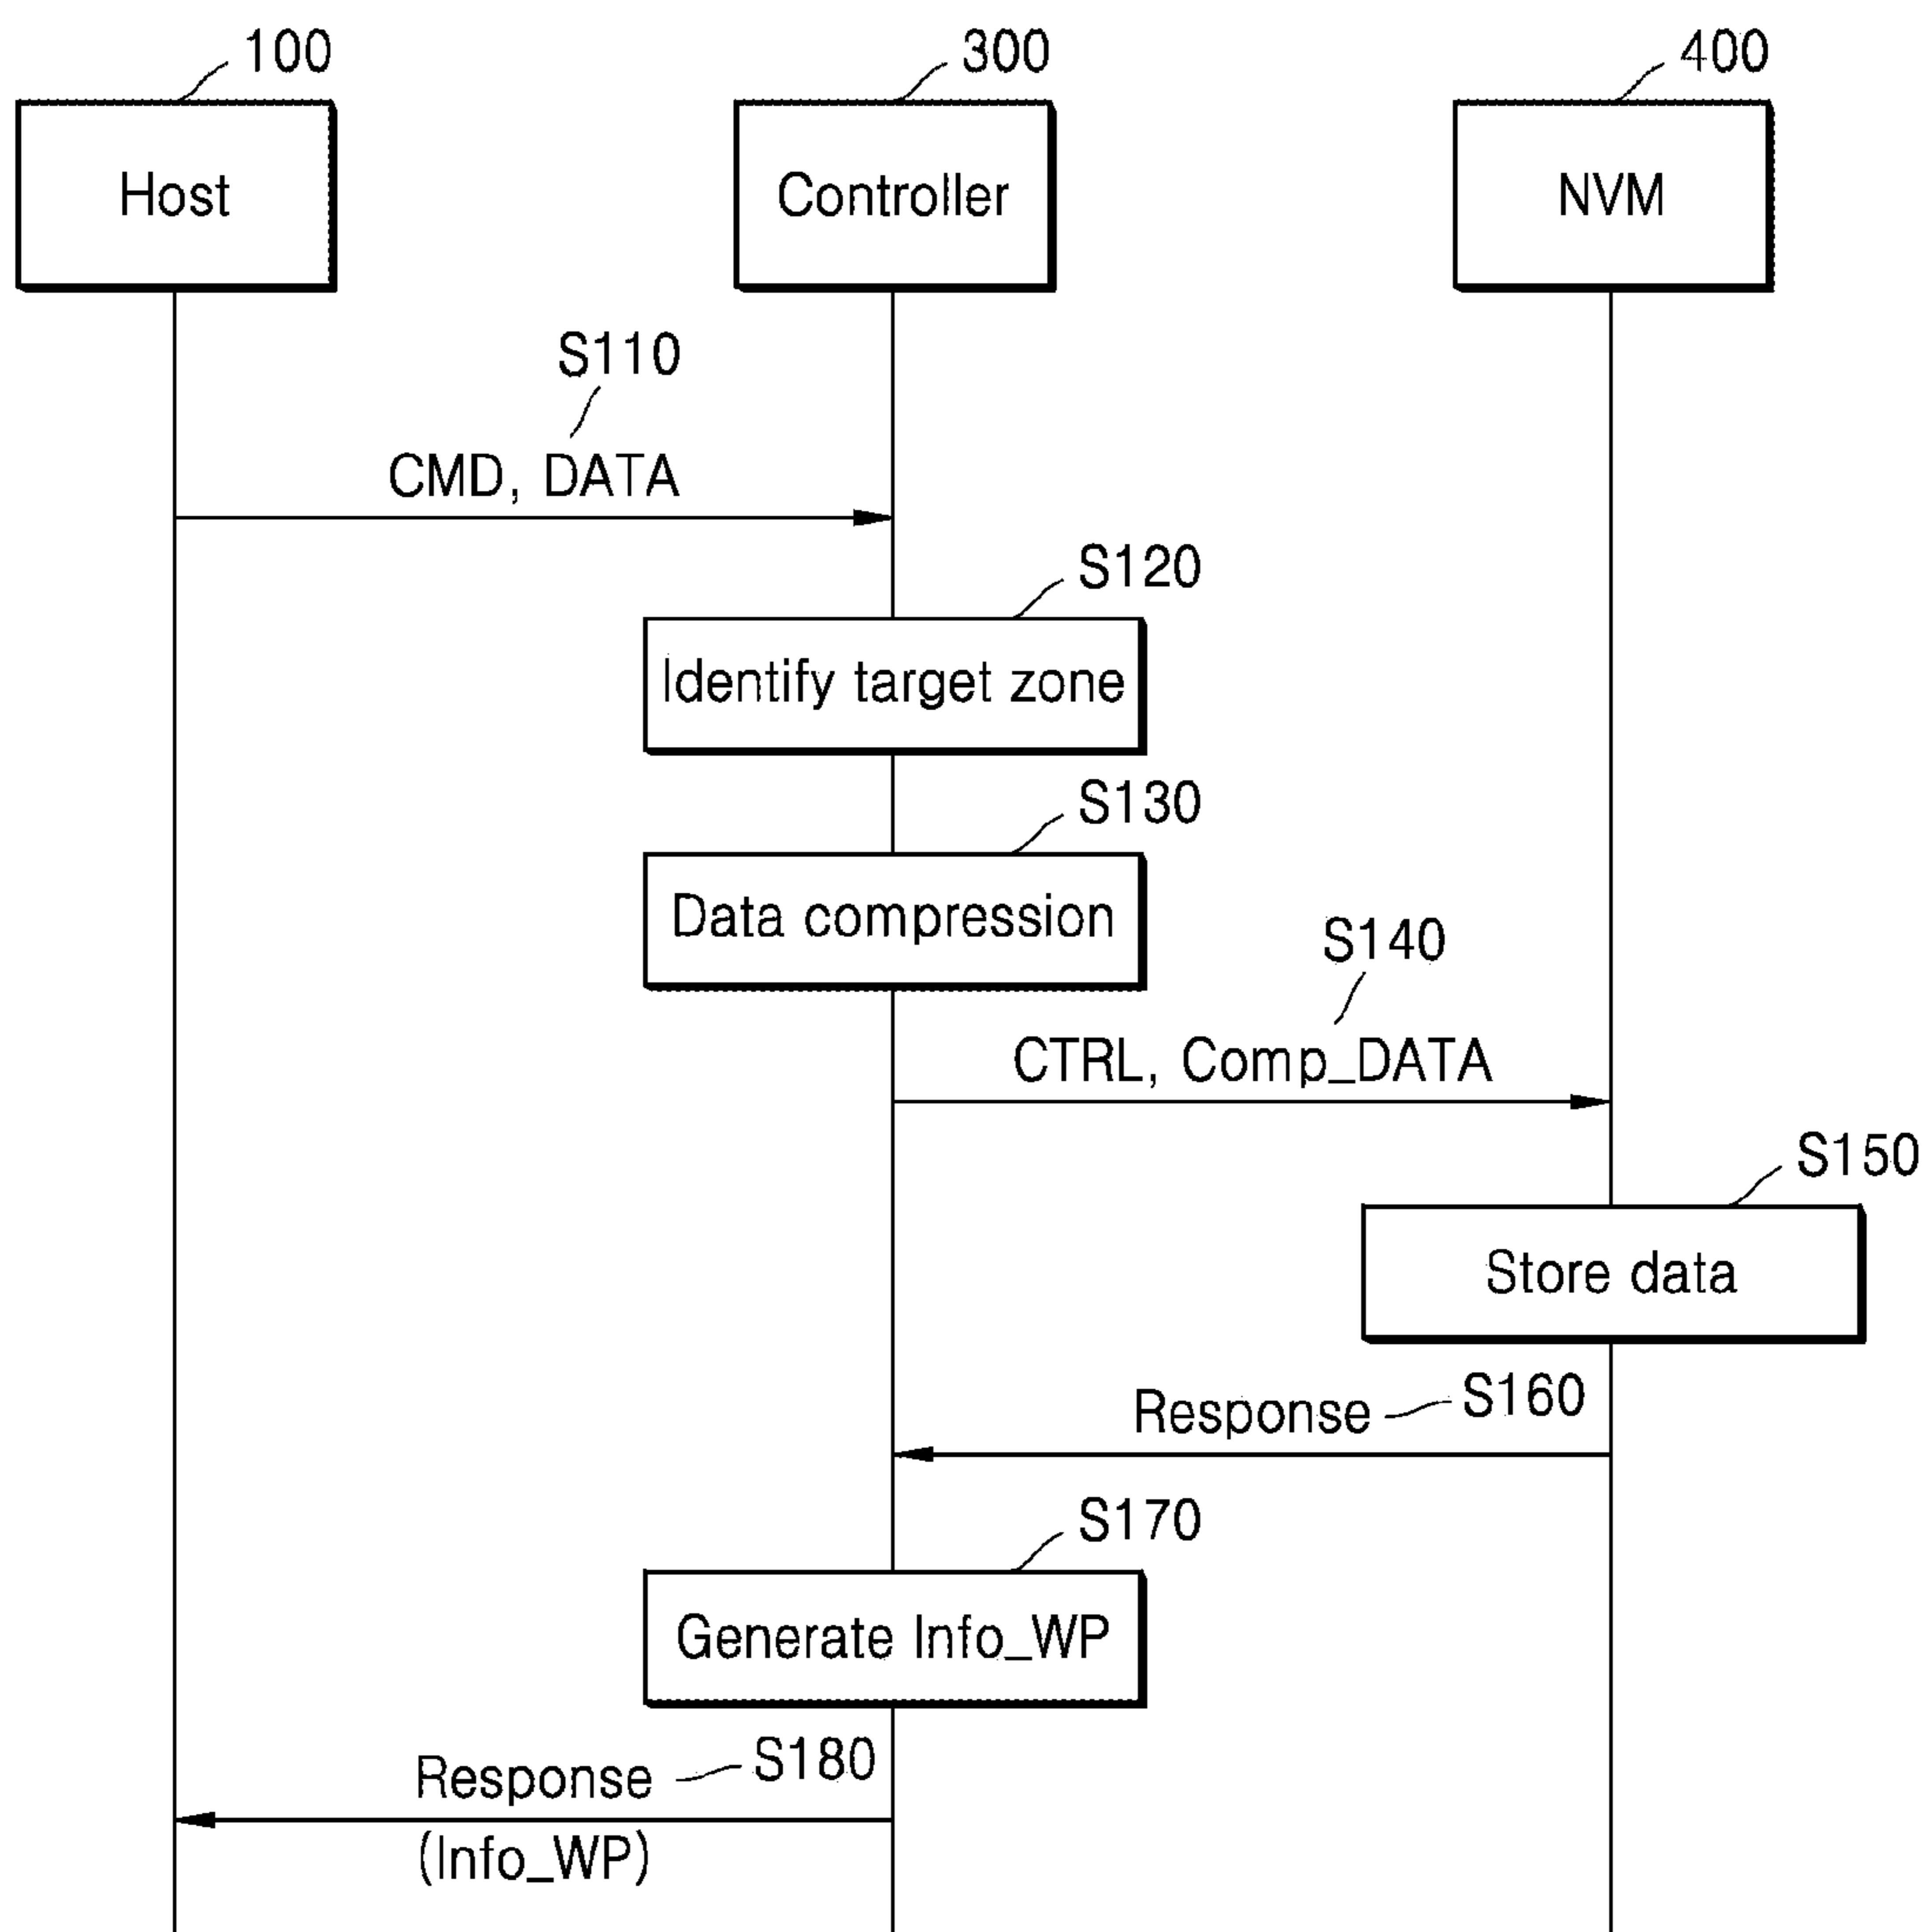 100
300
400
Host
Controller
NVM
S110
CMD, DATA
S120
Identify target zone
S130
Data compression
S140
CTRL, Comp_DATA
S150
Store data
Response
S160
S170
Generate Info_WP
Response
S180
(Info_WP)